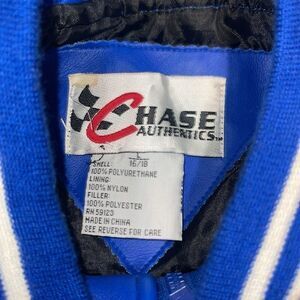 CHASE
AUTHENTICS
L
SHELL: 16/18
100% POLYURETHANE
LINING:
100% NYLON
FILLER:
100% POLYESTER
RN 59123
MADE IN CHINA
SEE REVERSE FOR CARE